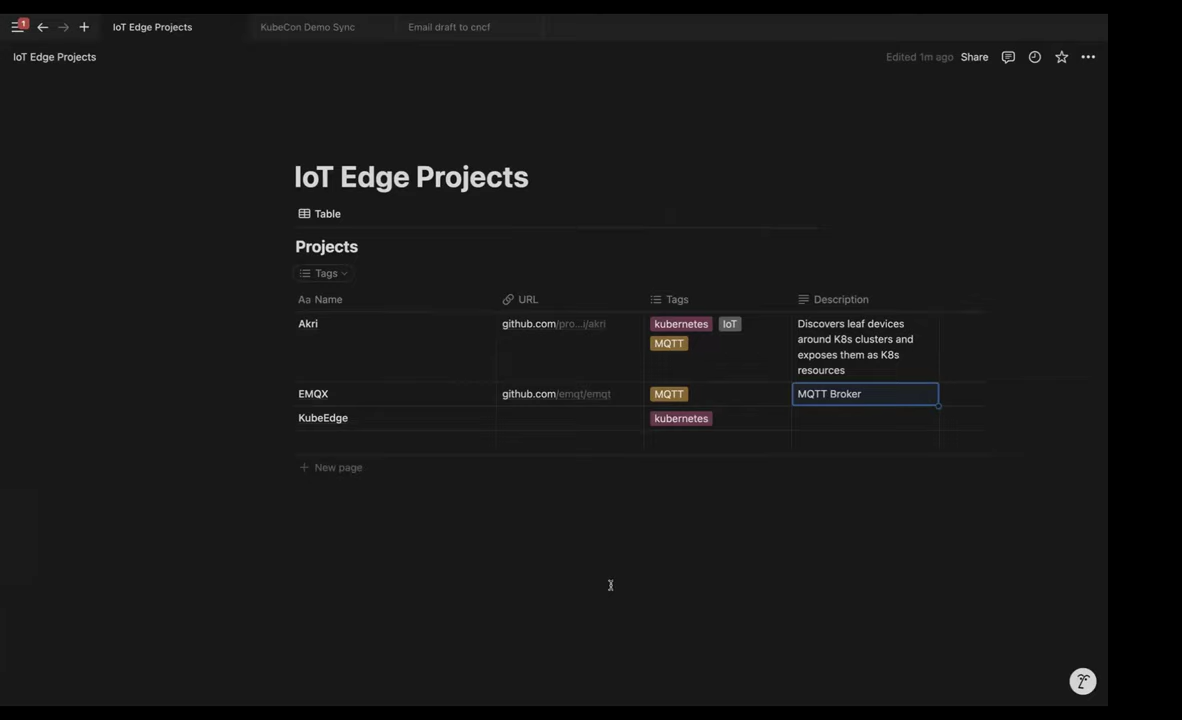 1
IoT Edge Projects
KubeCon Demo Sync
Email draft to cncf
IoT Edge Projects
Edited 1m ago
Share
IoT Edge Projects
Table
Projects
Tags
Aa Name
URL
Tags
Description
Akri
github.com/pro...i/akri
kubernetes IoT
MQTT
Discovers leaf devices
around K8s clusters and
exposes them as K8s
resources
EMQX
github.com/emqt/emqt
MQTT
MQTT Broker
KubeEdge
kubernetes
+ New page